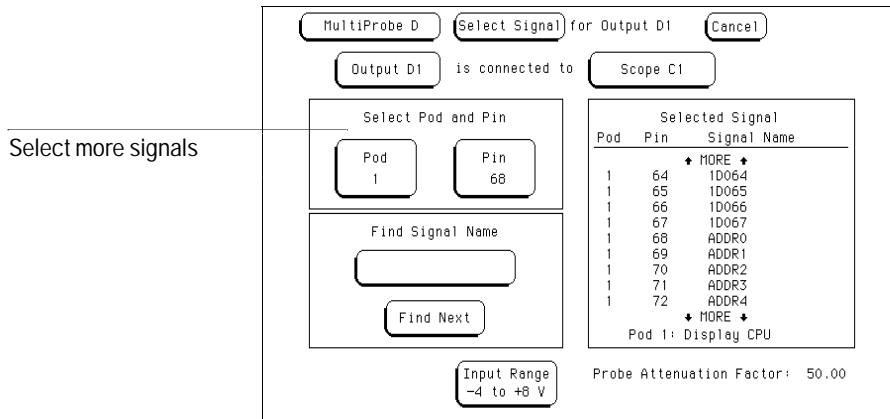 MultiProbe D Select Signal for Output D1 Cancel
Output D1 is connected to Scope C1
Select more signals
Select Pod and Pin
Pod
1
Pin
68
Find Signal Name
Find Next
Selected Signal
Pod Pin Signal Name
↑ MORE ↑
1 64 1D064
1 65 1D065
1 66 1D066
1 67 1D067
1 68 ADDR0
1 69 ADDR1
1 70 ADDR2
1 71 ADDR3
1 72 ADDR4
↓ MORE ↓
Pod 1: Display CPU
Input Range
-4 to +8 V
Probe Attenuation Factor: 50.00